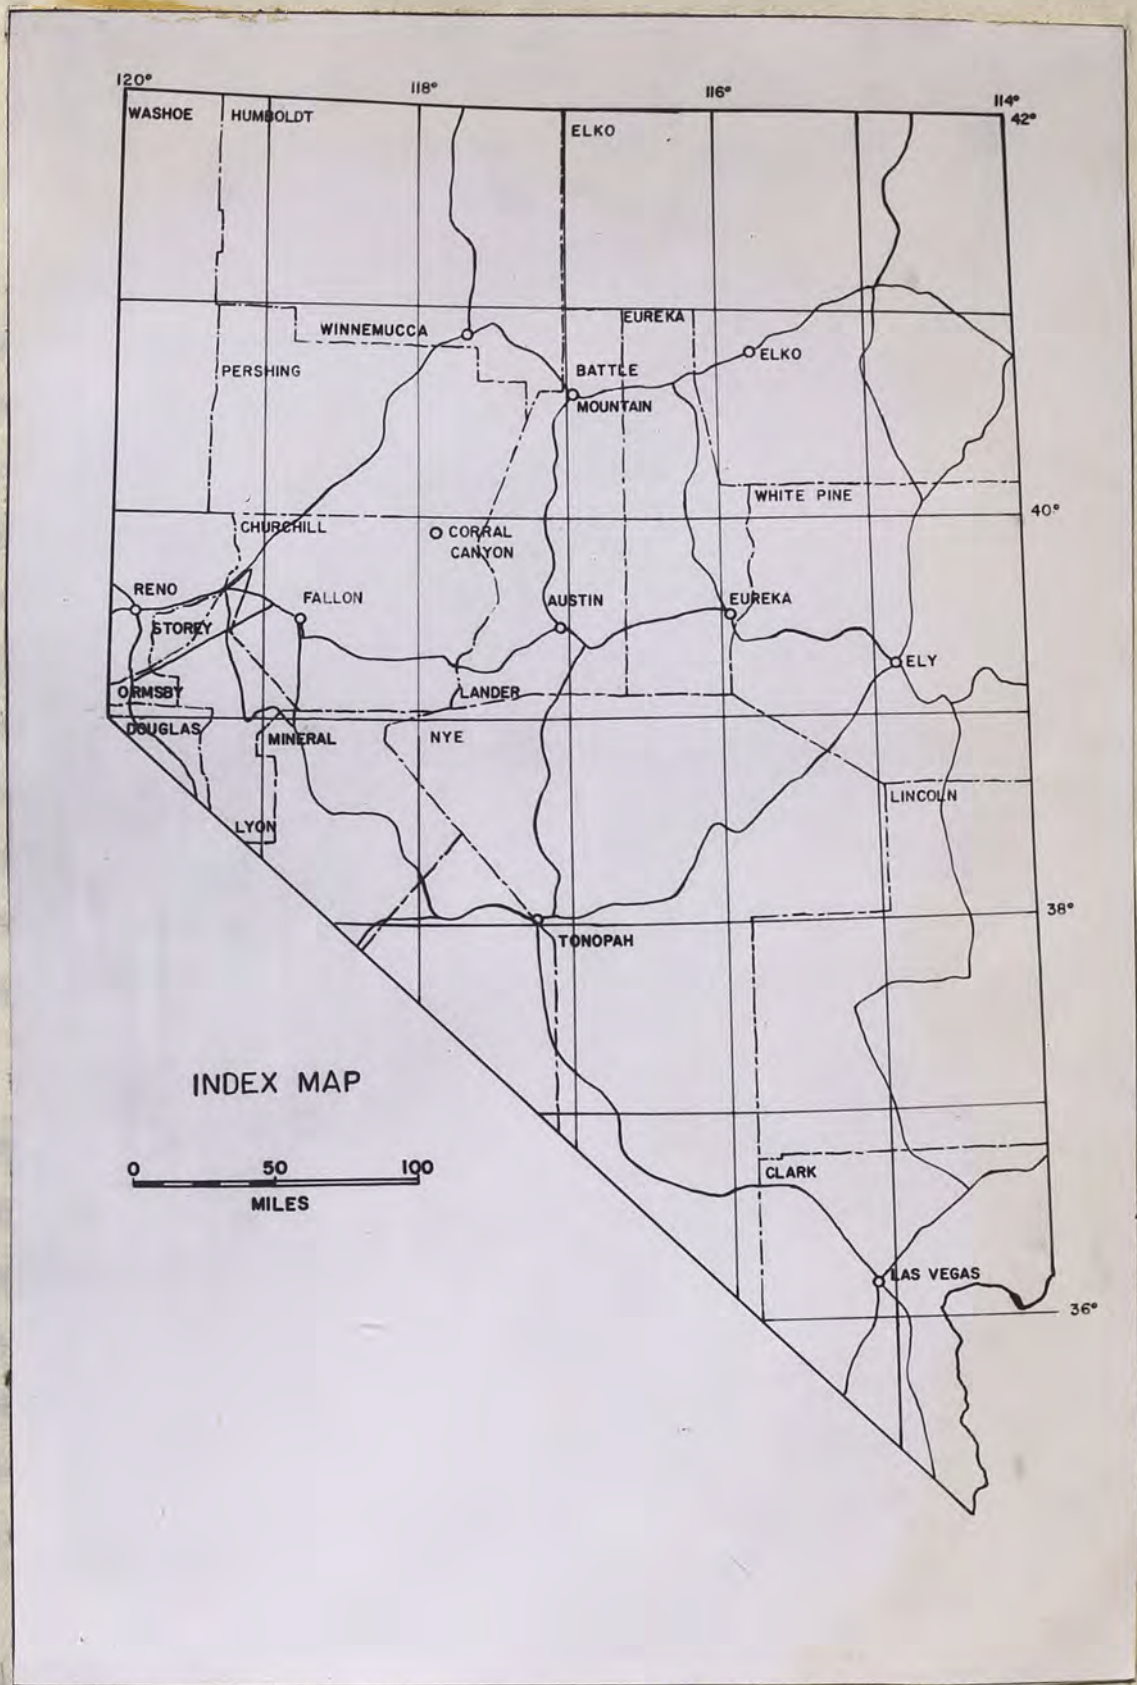 120°
118°
116°
114°
WASHOE
HUMBOLDT
ELKO
42°
WINNEMUCCA
EUREKA
ELKO
PERSHING
BATTLE
MOUNTAIN
WHITE PINE
40°
CHURCHILL
CORRAL
CANYON
RENO
FALLON
AUSTIN
EUREKA
STOREY
ELY
ORMSBY
LANDER
DOUGLAS
MINERAL
NYE
LINCOLN
LYON
38°
TONOPAH
INDEX MAP
0 50 100
MILES
CLARK
LAS VEGAS
36°